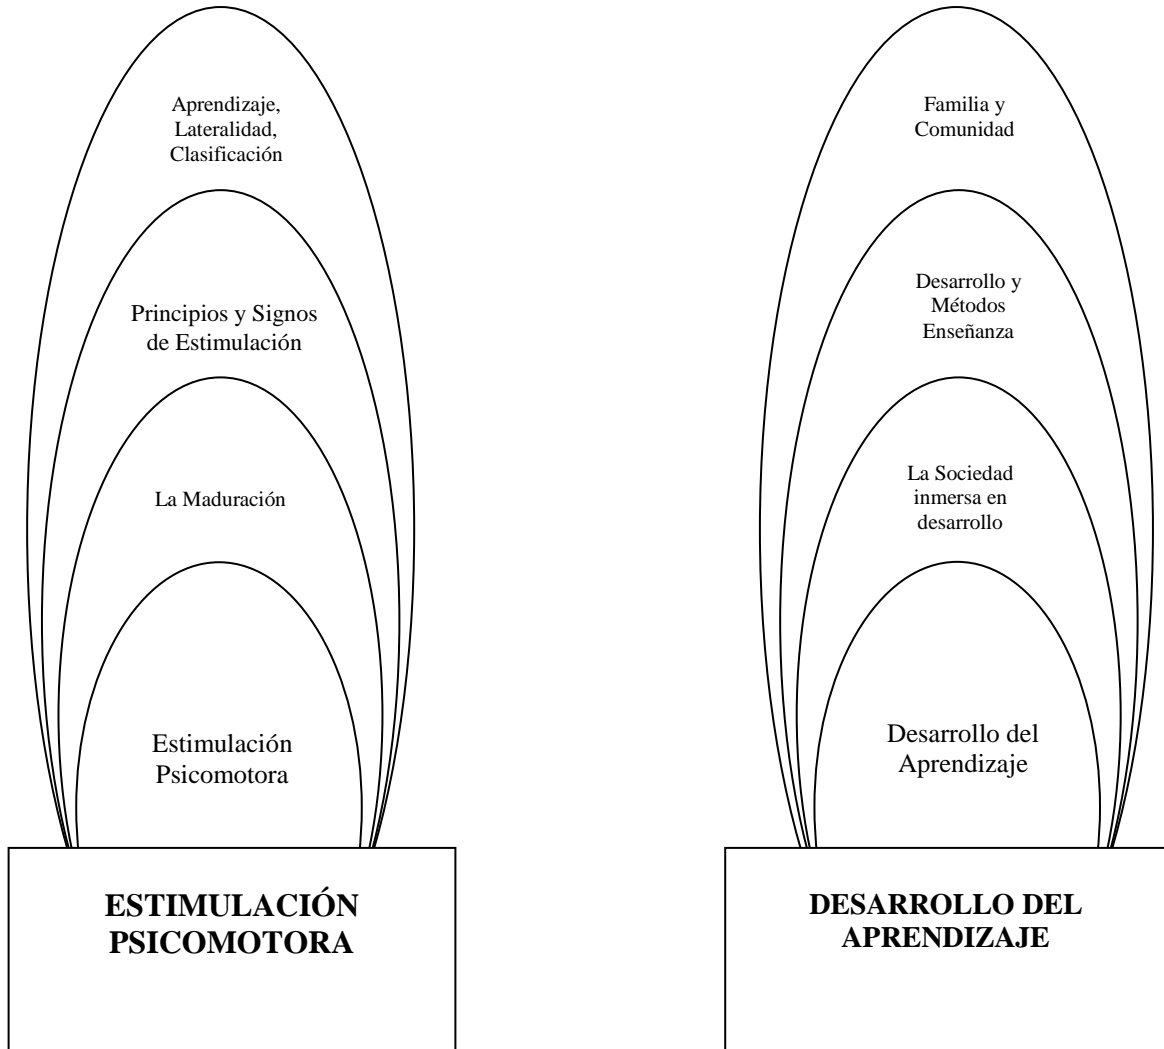 Aprendizaje,
Lateralidad,
Clasificación
Principios y Signos
de Estimulación
La Maduración
Estimulación
Psicomotora
ESTIMULACIÓN
PSICOMOTORA
Familia y
Comunidad
Desarrollo y
Métodos
Enseñanza
La Sociedad
inmersa en
desarrollo
Desarrollo del
Aprendizaje
DESARROLLO DEL
APRENDIZAJE